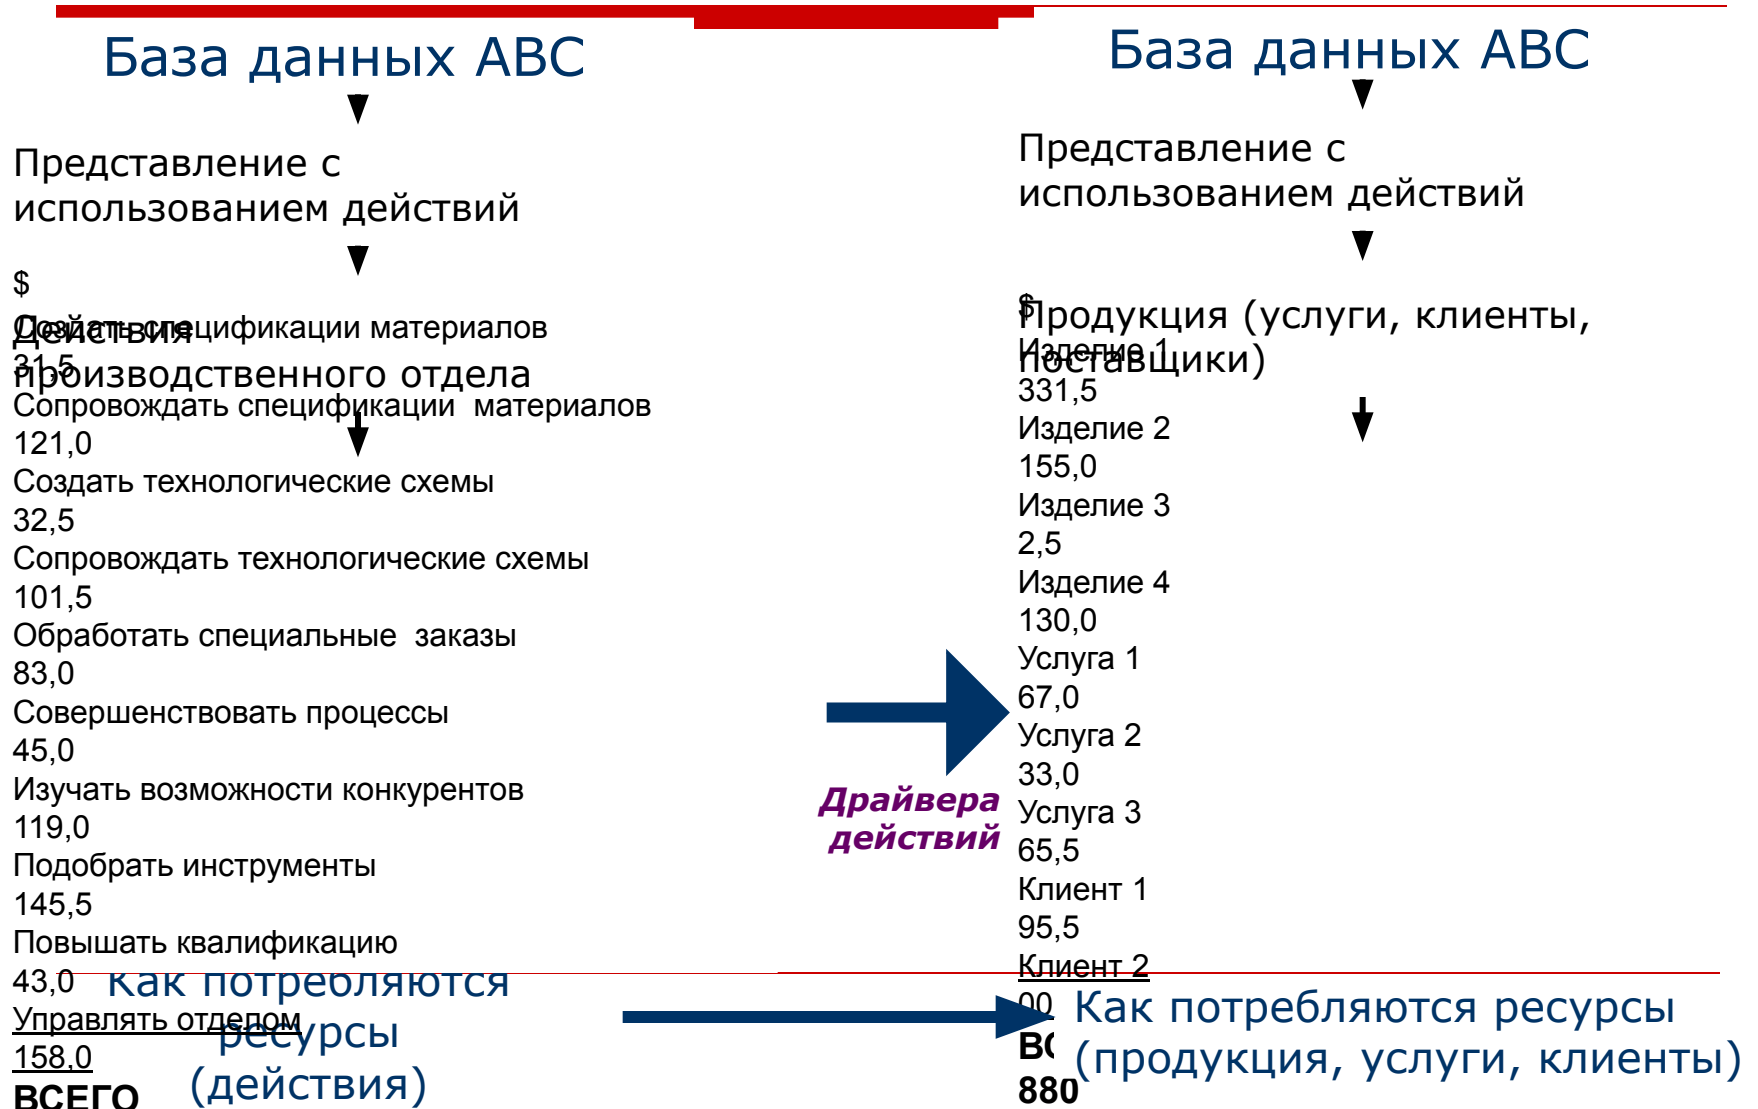 База данных ABC
Представление с
использованием действий
$
Действия
производственного отдела
Создать спецификации материалов
31,5
Сопровождать спецификации  материалов
121,0
Создать технологические схемы
32,5
Сопровождать технологические схемы
101,5
Обработать специальные  заказы
83,0
Совершенствовать процессы
45,0
Изучать возможности конкурентов
119,0
Подобрать инструменты
145,5
Повышать квалификацию
43,0
Управлять отделом
158,0
ВСЕГО
Как потребляются
ресурсы
(действия)
Драйвера
действий
База данных ABC
Представление с
использованием действий
$
Продукция (услуги, клиенты,
поставщики)
Изделие 1
331,5
Изделие 2
155,0
Изделие 3
2,5
Изделие 4
130,0
Услуга 1
67,0
Услуга 2
33,0
Услуга 3
65,5
Клиент 1
95,5
Клиент 2
880
Как потребляются ресурсы
(продукция, услуги, клиенты)